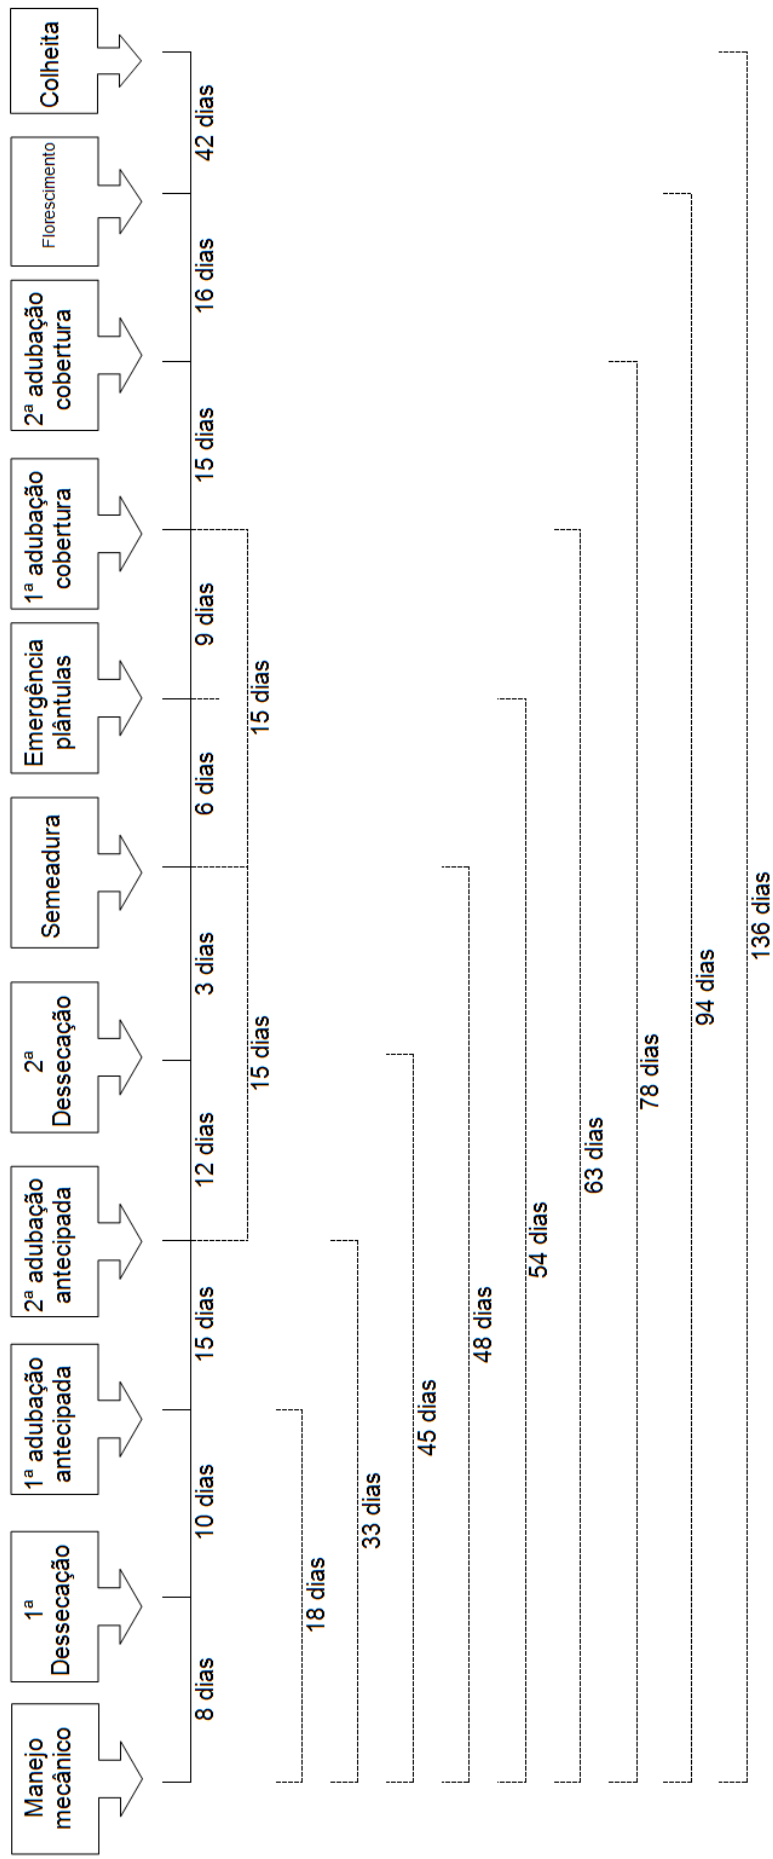 Manejo
mecânico
1ª
Dessecação
1ª adubação
antecipada
2ª adubação
antecipada
2ª
Dessecação
Semeadura
Emergência
plântulas
1ª adubação
cobertura
2ª adubação
cobertura
Florescimento
Colheita
8 dias
10 dias
15 dias
12 dias
3 dias
6 dias
9 dias
15 dias
16 dias
42 dias
15 dias
15 dias
18 dias
33 dias
45 dias
48 dias
54 dias
63 dias
78 dias
94 dias
136 dias